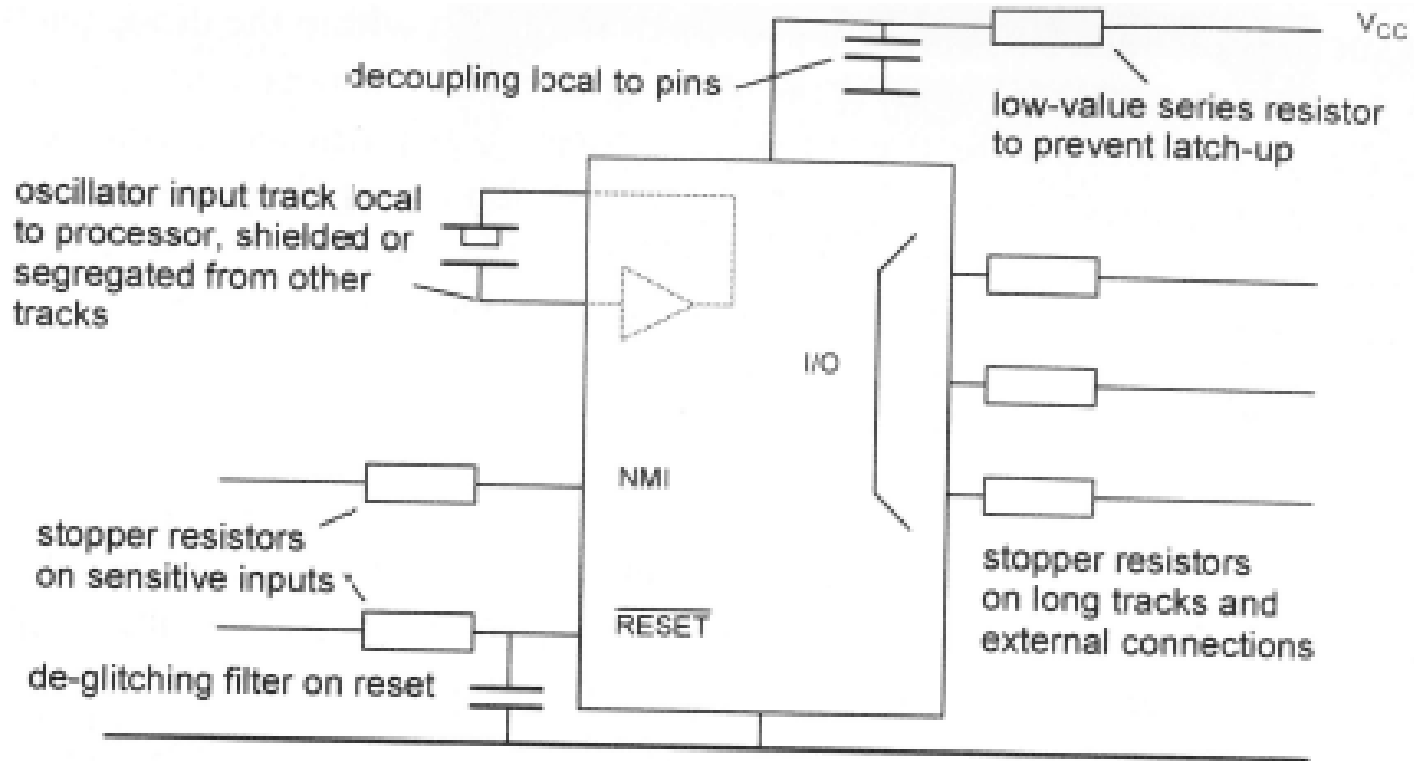 V_CC
decoupling local to pins
low-value series resistor
to prevent latch-up
oscillator input track local
to processor, shielded or
segregated from other
tracks
I/O
NMI
stopper resistors
on sensitive inputs
RESET
stopper resistors
on long tracks and
external connections
de-glitching filter on reset